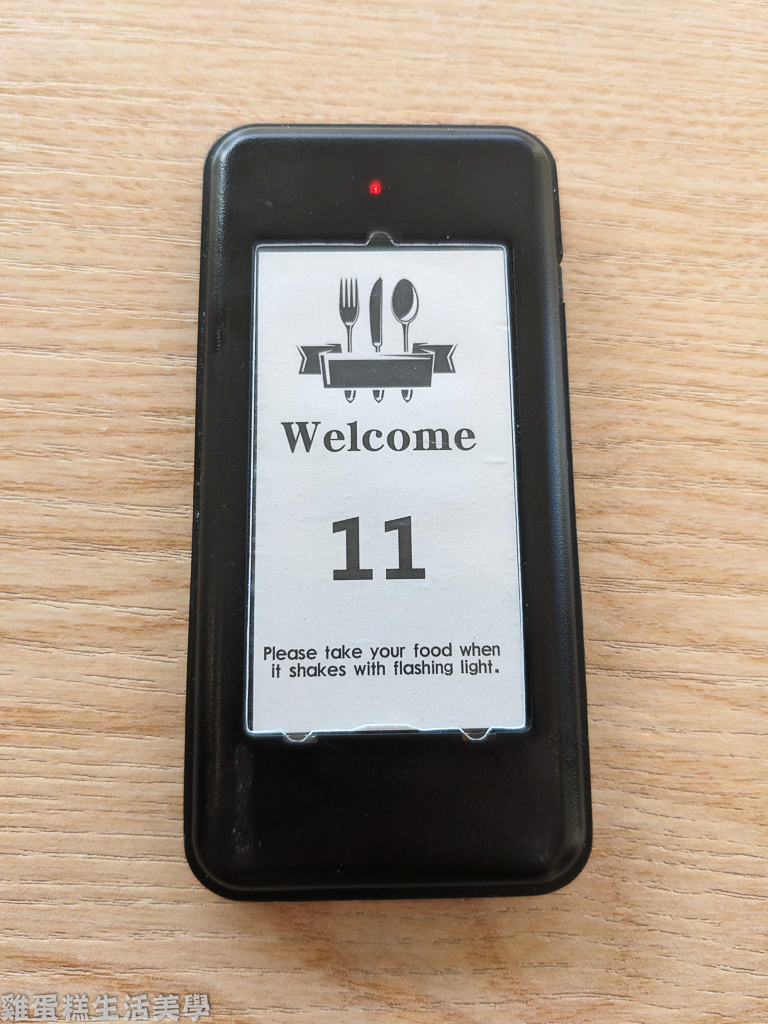 Welcome
11
Please take your food when
it shakes with flashing light.
雞蛋糕生活美學